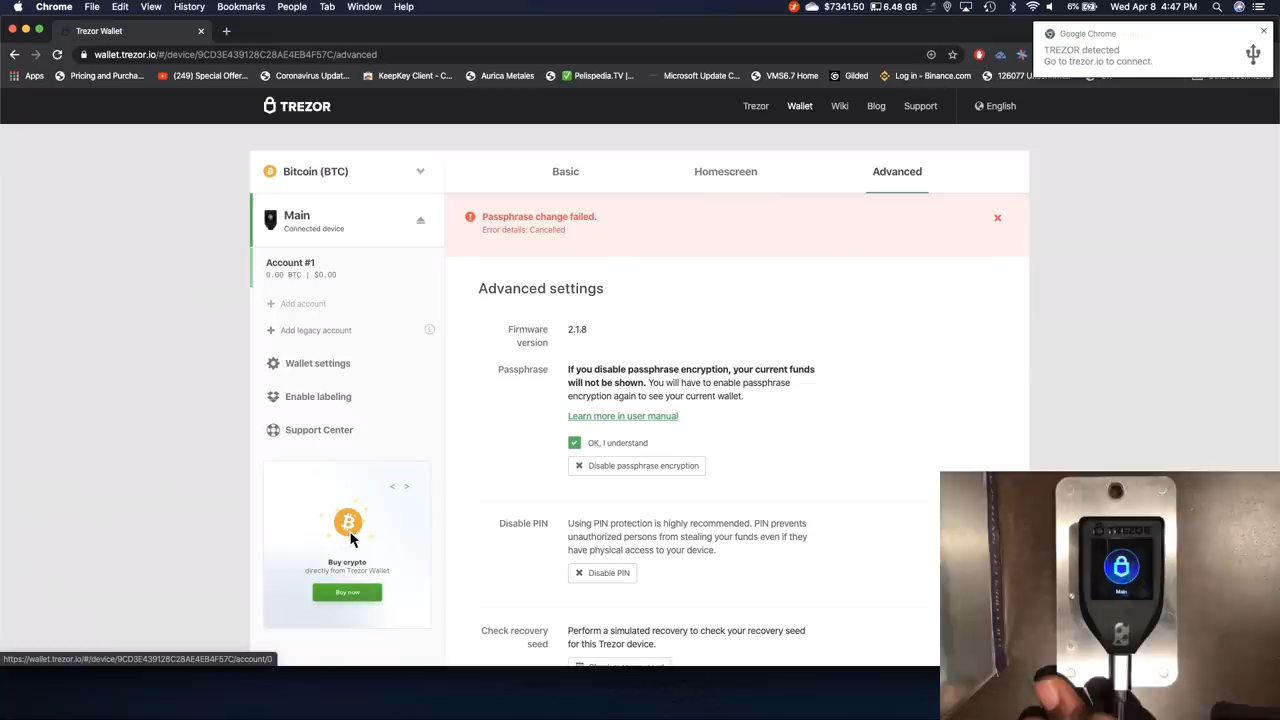 Chrome File Edit View History Bookmarks People Tab Window Help
$7341.50 6.48 GB Wed Apr 8 4:47 PM
Trezor Wallet
wallet.trezor.io/#/device/9CD3E439128C28AE4EB4F57C/advanced
Google Chrome
TREZOR detected
Go to trezor.io to connect.
Apps Pricing and Purcha... (249) Special Offer... Coronavirus Updat... KeepKey Client - C... Aurica Metales Pelispedia.TV |... Microsoft Update C... VMS6.7 Home Gilded Log in - Binance.com 126077
TREZOR
Trezor Wallet Wiki Blog Support English
Bitcoin (BTC)
Basic Homescreen Advanced
Main
Connected device
Passphrase change failed.
Error details: Cancelled
Account #1
0.00 BTC | $0.00
Add account
Add legacy account
Wallet settings
Enable labeling
Support Center
Buy crypto
directly from Trezor Wallet
Buy now
Advanced settings
Firmware version
2.1.8
Passphrase
If you disable passphrase encryption, your current funds
will not be shown. You will have to enable passphrase
encryption again to see your current wallet.
Learn more in user manual
OK, I understand
Disable passphrase encryption
Disable PIN
Using PIN protection is highly recommended. PIN prevents
unauthorized persons from stealing your funds even if they
have physical access to your device.
Disable PIN
Check recovery seed
Perform a simulated recovery to check your recovery seed
for this Trezor device.
https://wallet.trezor.io/#/device/9CD3E439128C28AE4EB4F57C/account/0
TREZOR
Main